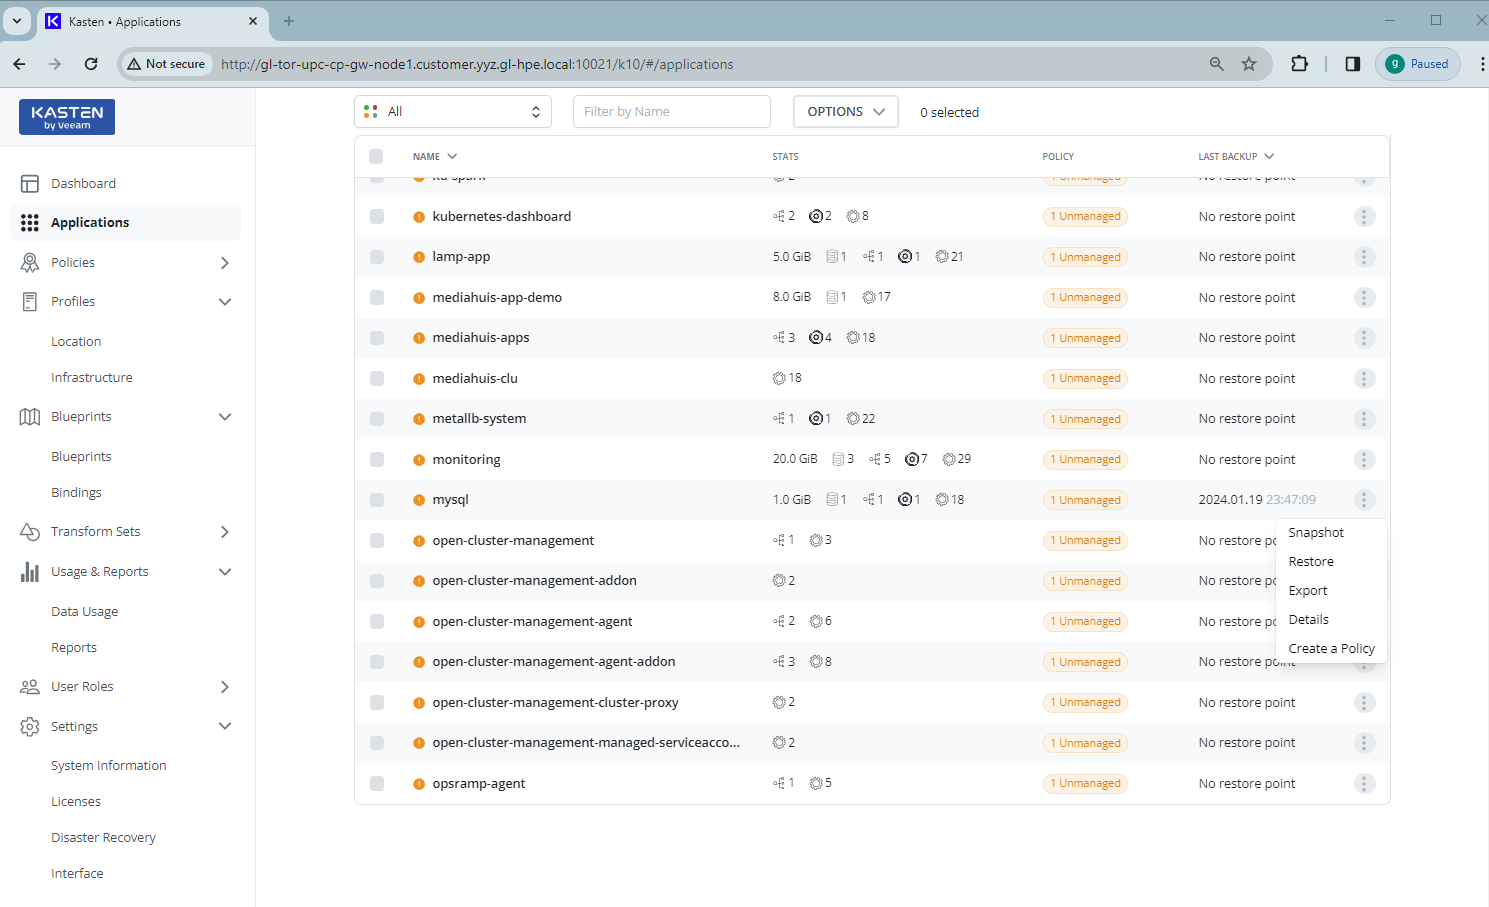 Kasten • Applications
Not secure http://gl-tor-upc-cp-gw-node1.customer.yyz.gl-hpe.local:10021/k10/#/applications g Paused
KASTEN
by Veeam
Dashboard
Applications
Policies
Profiles
Location
Infrastructure
Blueprints
Blueprints
Bindings
Transform Sets
Usage & Reports
Data Usage
Reports
User Roles
Settings
System Information
Licenses
Disaster Recovery
Interface
All Filter by Name OPTIONS 0 selected
NAME STATS POLICY LAST BACKUP
kd-spark 2 1 Unmanaged No restore point
kubernetes-dashboard 2 2 8 1 Unmanaged No restore point
lamp-app 5.0 GiB 1 1 1 21 1 Unmanaged No restore point
mediahuis-app-demo 8.0 GiB 1 17 1 Unmanaged No restore point
mediahuis-apps 3 4 18 1 Unmanaged No restore point
mediahuis-clu 18 1 Unmanaged No restore point
metallb-system 1 1 22 1 Unmanaged No restore point
monitoring 20.0 GiB 3 5 7 29 1 Unmanaged No restore point
mysql 1.0 GiB 1 1 1 18 1 Unmanaged 2024.01.19 23:47:09
open-cluster-management 1 3 1 Unmanaged No restore po
open-cluster-management-addon 2 1 Unmanaged No restore po
open-cluster-management-agent 2 6 1 Unmanaged No restore po
open-cluster-management-agent-addon 3 8 1 Unmanaged No restore point
open-cluster-management-cluster-proxy 2 1 Unmanaged No restore point
open-cluster-management-managed-serviceacco... 2 1 Unmanaged No restore point
opsramp-agent 1 5 1 Unmanaged No restore point
Snapshot
Restore
Export
Details
Create a Policy